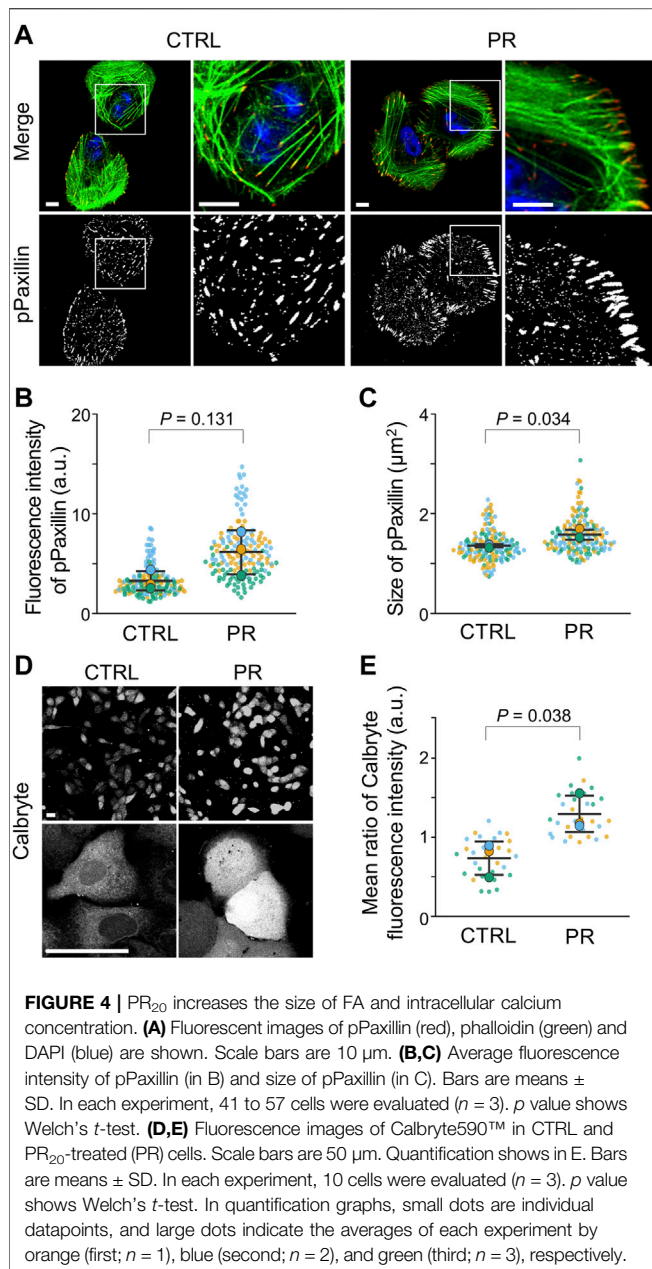 A
CTRL
PR
Merge
pPaxillin
B
Fluorescence intensity
of pPaxillin (a.u.)
20
10
0
P = 0.131
CTRL
PR
C
Size of pPaxillin (μm²)
4
2
0
P = 0.034
CTRL
PR
D
CTRL
PR
Calbryte
E
Mean ratio of Calbryte
fluorescence intensity (a.u.)
2
1
0
P = 0.038
CTRL
PR
FIGURE 4 | PR₂₀ increases the size of FA and intracellular calcium
concentration. (A) Fluorescent images of pPaxillin (red), phalloidin (green) and
DAPI (blue) are shown. Scale bars are 10 μm. (B,C) Average fluorescence
intensity of pPaxillin (in B) and size of pPaxillin (in C). Bars are means ±
SD. In each experiment, 41 to 57 cells were evaluated (n = 3). p value shows
Welch's t-test. (D,E) Fluorescence images of Calbryte590™ in CTRL and
PR₂₀-treated (PR) cells. Scale bars are 50 μm. Quantification shows in E. Bars
are means ± SD. In each experiment, 10 cells were evaluated (n = 3). p value
shows Welch's t-test. In quantification graphs, small dots are individual
datapoints, and large dots indicate the averages of each experiment by
orange (first; n = 1), blue (second; n = 2), and green (third; n = 3), respectively.